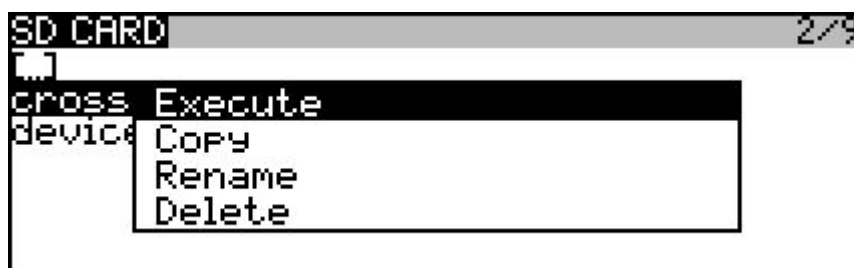 SD CARD 2/9
[..]
cross Execute
device Copy
Rename
Delete